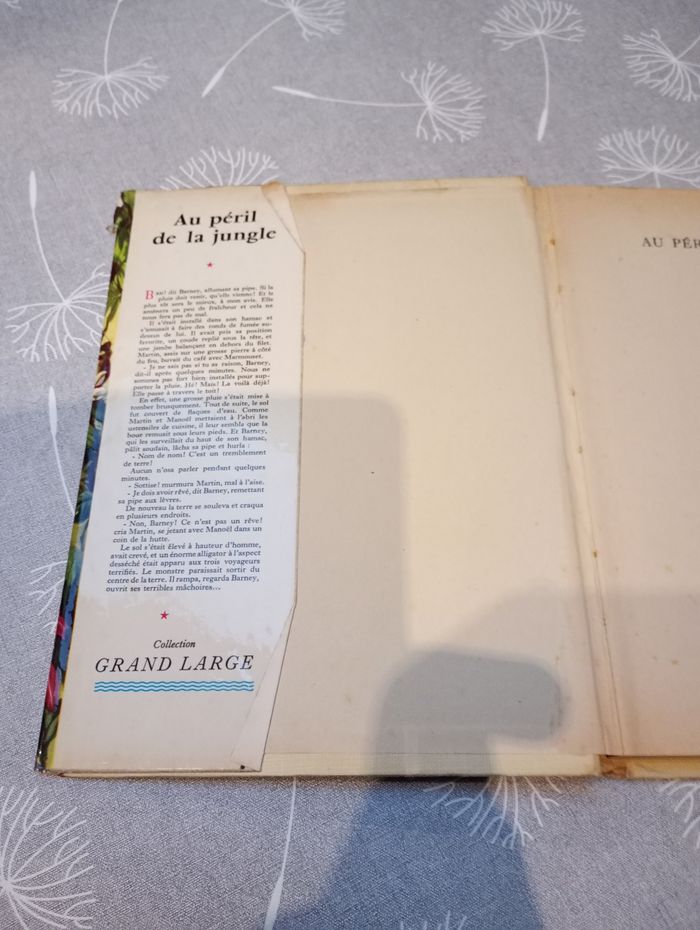 Au péril
de la jungle
BAH! dit Barney, allumant sa pipe. Si la
pluie doit venir, qu'elle vienne! Et le
plus tôt sera le mieux, à mon avis. Elle
amènera un peu de fraîcheur et cela ne
nous fera pas de mal.
Il s'était installé dans son hamac et
s'amusait à faire des ronds de fumée au-
dessus de lui. Il avait pris sa position
favorite, un coude replié sous la tête, et
une jambe balançant en dehors du filet.
Martin, assis sur une grosse pierre à côté
du feu, buvait du café avec Marmouset.
- Je ne sais pas si tu as raison, Barney,
dit-il après quelques minutes. Nous ne
sommes pas fort bien installés pour sup-
porter la pluie. Hé! Mais! La voilà déjà!
Elle passe à travers le toit!
En effet, une grosse pluie s'était mise à
tomber brusquement. Tout de suite, le sol
fut couvert de flaques d'eau. Comme
Martin et Manoël mettaient à l'abri les
ustensiles de cuisine, il leur sembla que la
boue remuait sous leurs pieds. Et Barney,
qui les surveillait du haut de son hamac,
pâlit soudain, lâcha sa pipe et hurla :
- Nom de nom! C'est un tremblement
de terre!
Aucun n'osa parler pendant quelques
minutes.
- Sottise! murmura Martin, mal à l'aise.
- Je dois avoir rêvé, dit Barney, remettant
sa pipe aux lèvres.
De nouveau la terre se souleva et craqua
en plusieurs endroits.
- Non, Barney! Ce n'est pas un rêve!
cria Martin, se jetant avec Manoël dans un
coin de la hutte.
Le sol s'était élevé à hauteur d'homme,
avait crevé, et un énorme alligator à l'aspect
desséché était apparu aux trois voyageurs
terrifiés. Le monstre paraissait sortir du
centre de la terre. Il rampa, regarda Barney,
ouvrit ses terribles mâchoires...
Collection
GRAND LARGE
AU PÉR